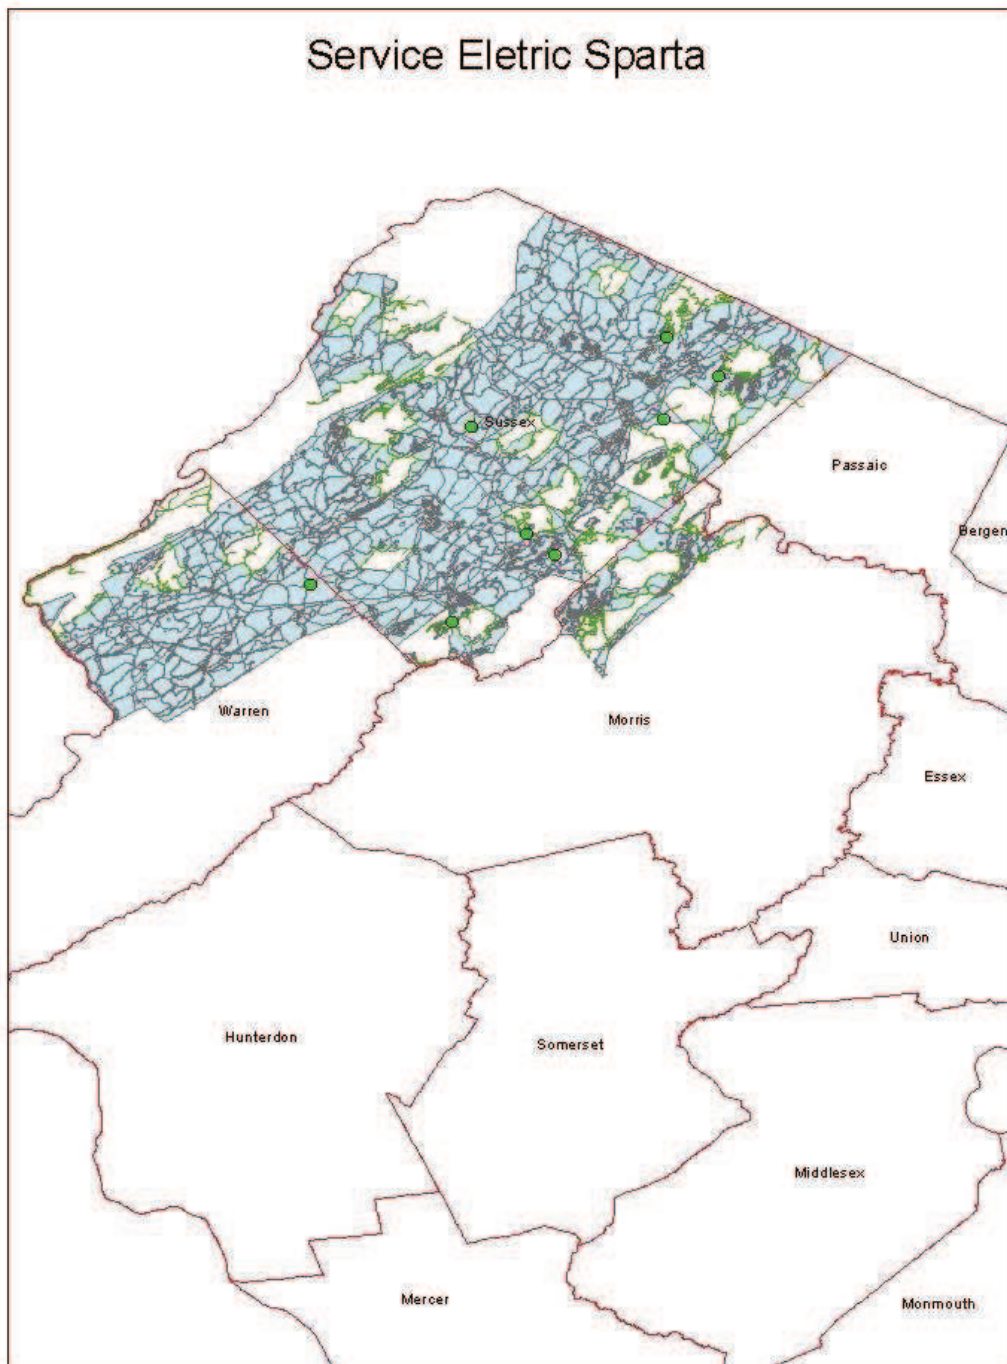 Service Eletric Sparta
Sussex
Passaic
Bergen
Warren
Morris
Essex
Union
Hunterdon
Somerset
Middlesex
Mercer
Monmouth